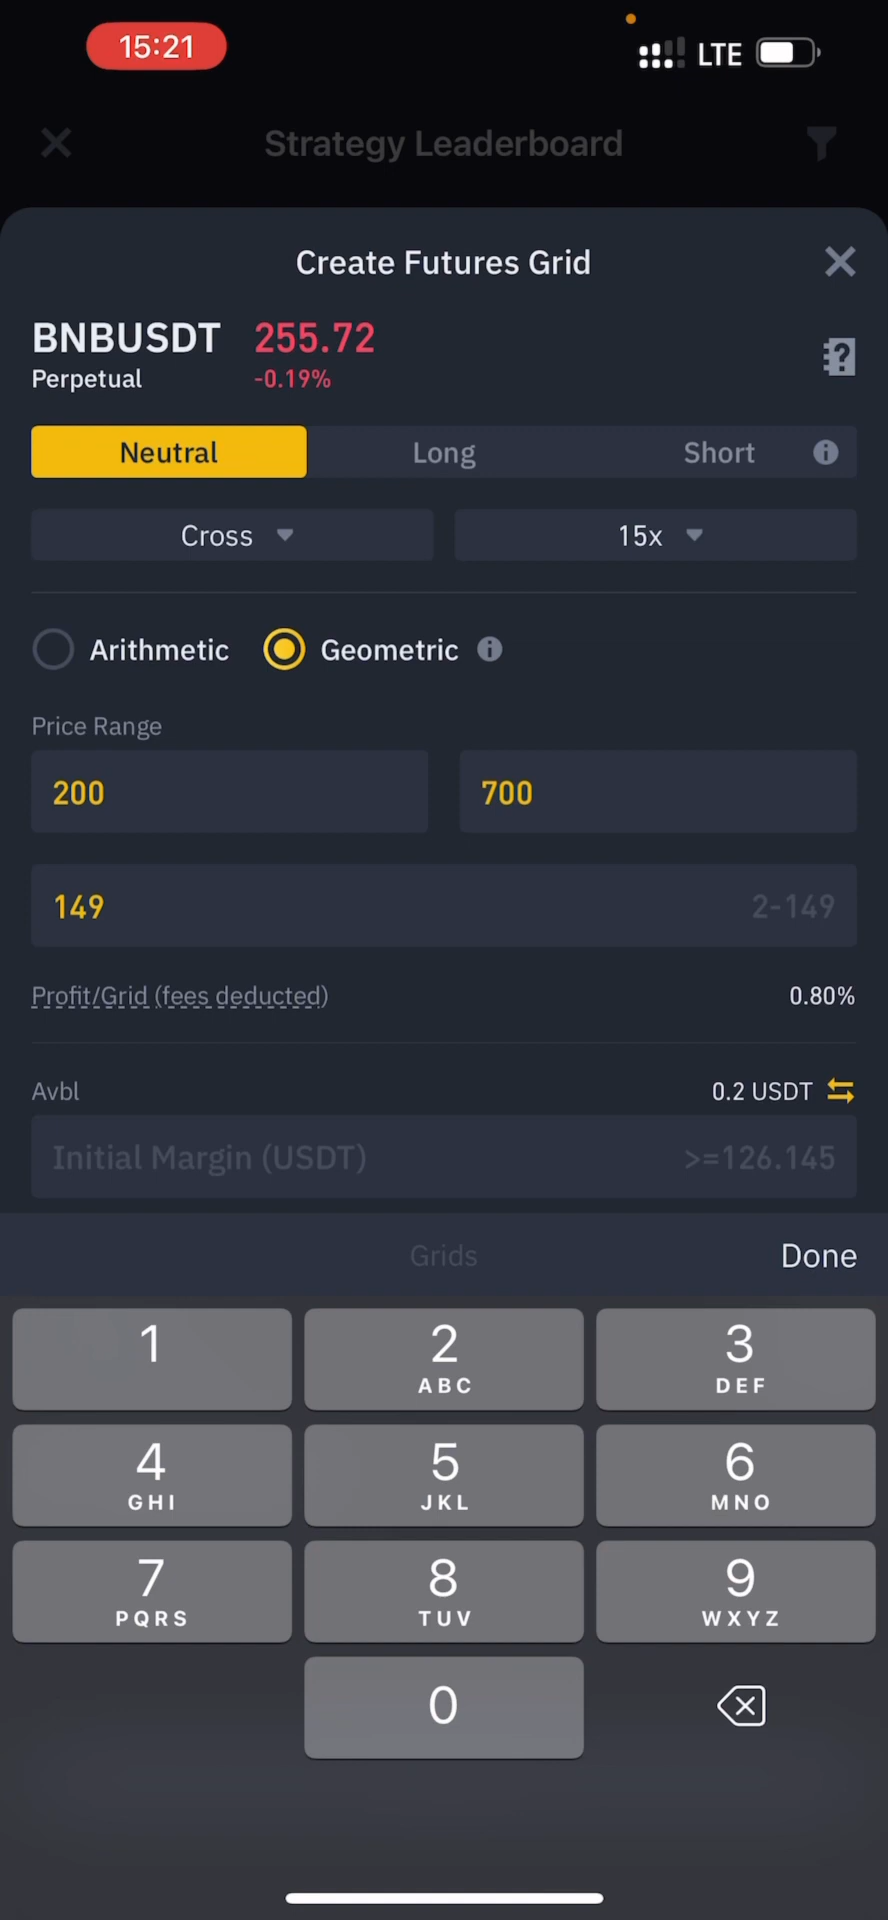 15:21
LTE
Strategy Leaderboard
Create Futures Grid
BNBUSDT 255.72
Perpetual -0.19%
Neutral Long Short
Cross 15x
Arithmetic Geometric
Price Range
200 700
149 2-149
Profit/Grid (fees deducted) 0.80%
Avbl 0.2 USDT
Initial Margin (USDT) >=126.145
Grids Done
1 2 3
ABC DEF
4 5 6
GHI JKL MNO
7 8 9
PQRS TUV WXYZ
0